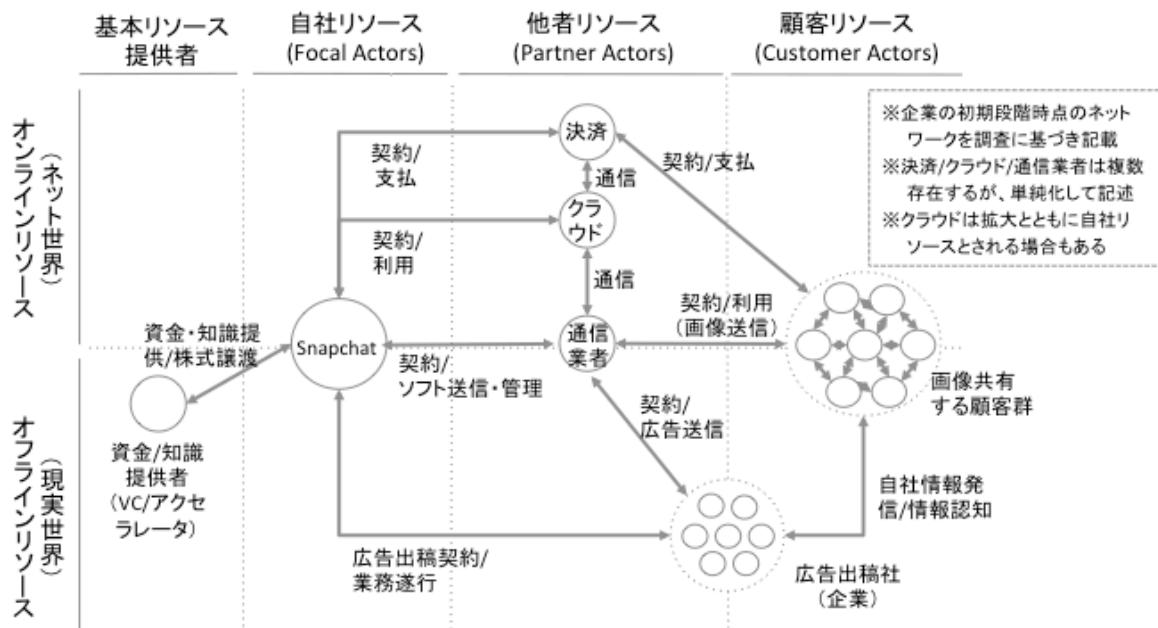 基本リソース
提供者
自社リソース
(Focal Actors)
他者リソース
(Partner Actors)
顧客リソース
(Customer Actors)
オンラインリソース
(ネット世界)
オフラインリソース
(現実世界)
※企業の初期段階時点のネット
ワークを調査に基づき記載
※決済/クラウド/通信業者は複数
存在するが、単純化して記述
※クラウドは拡大とともに自社リ
ソースとされる場合もある
決済
契約/
支払
通信
契約/支払
クラ
ウド
契約/
利用
通信
資金・知識提
供/株式譲渡
Snapchat
通信
業者
契約/
ソフト送信・管理
契約/利用
(画像送信)
画像共有
する顧客群
資金/知識
提供者
(VC/アクセ
ラレータ)
契約/
広告送信
自社情報発
信/情報認知
広告出稿契約/
業務遂行
広告出稿社
(企業)